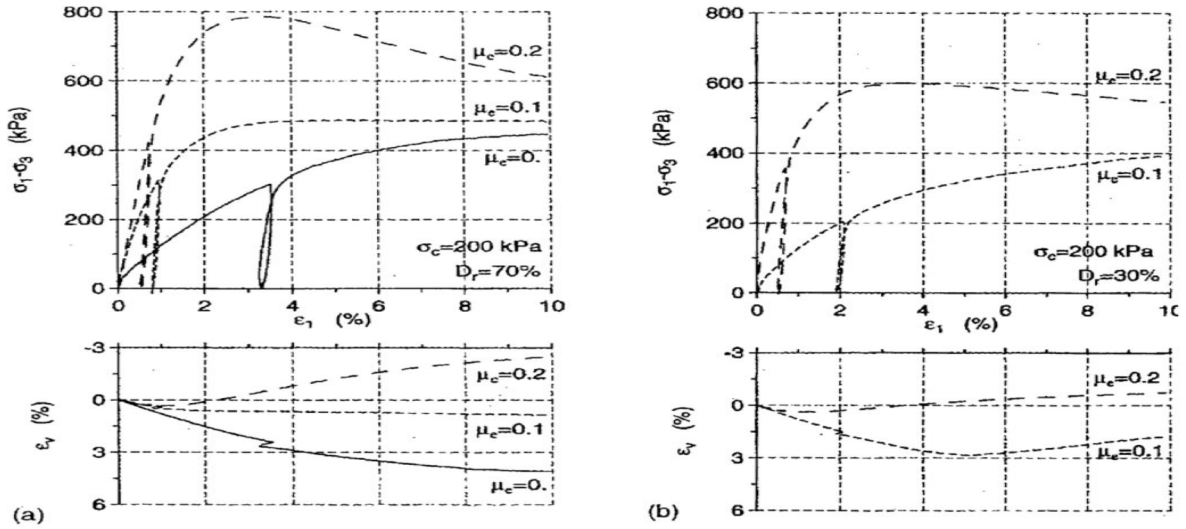 800
600
400
200
0
σ₁-σ₃ (kPa)
μc=0.2
μc=0.1
μc=0.
σc=200 kPa
Dr=70%
0 2 4 6 8 10
ε₁ (%)
-3
0
3
6
εv (%)
μc=0.2
μc=0.1
μc=0.
(a)
800
600
400
200
0
σ₁-σ₃ (kPa)
μc=0.2
μc=0.1
σc=200 kPa
Dr=30%
0 2 4 6 8 10
ε₁ (%)
-3
0
3
6
εv (%)
μc=0.2
μc=0.1
(b)